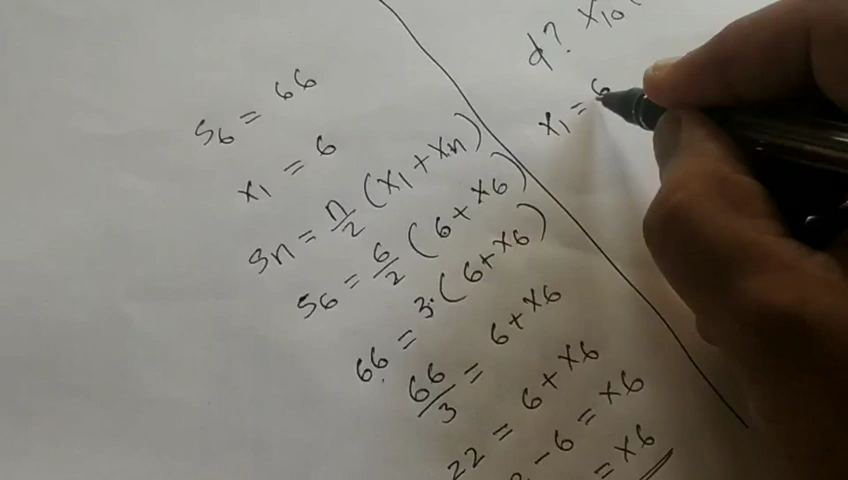 S6 = 66
x1 = 6
Sn = n/2 (x1 + xn)
S6 = 6/2 (6 + x6)
66 = 3.(6 + x6)
66/3 = 6 + x6
22 = 6 + x6
- 6 = x6
= x6
d? x10
x1 = 6